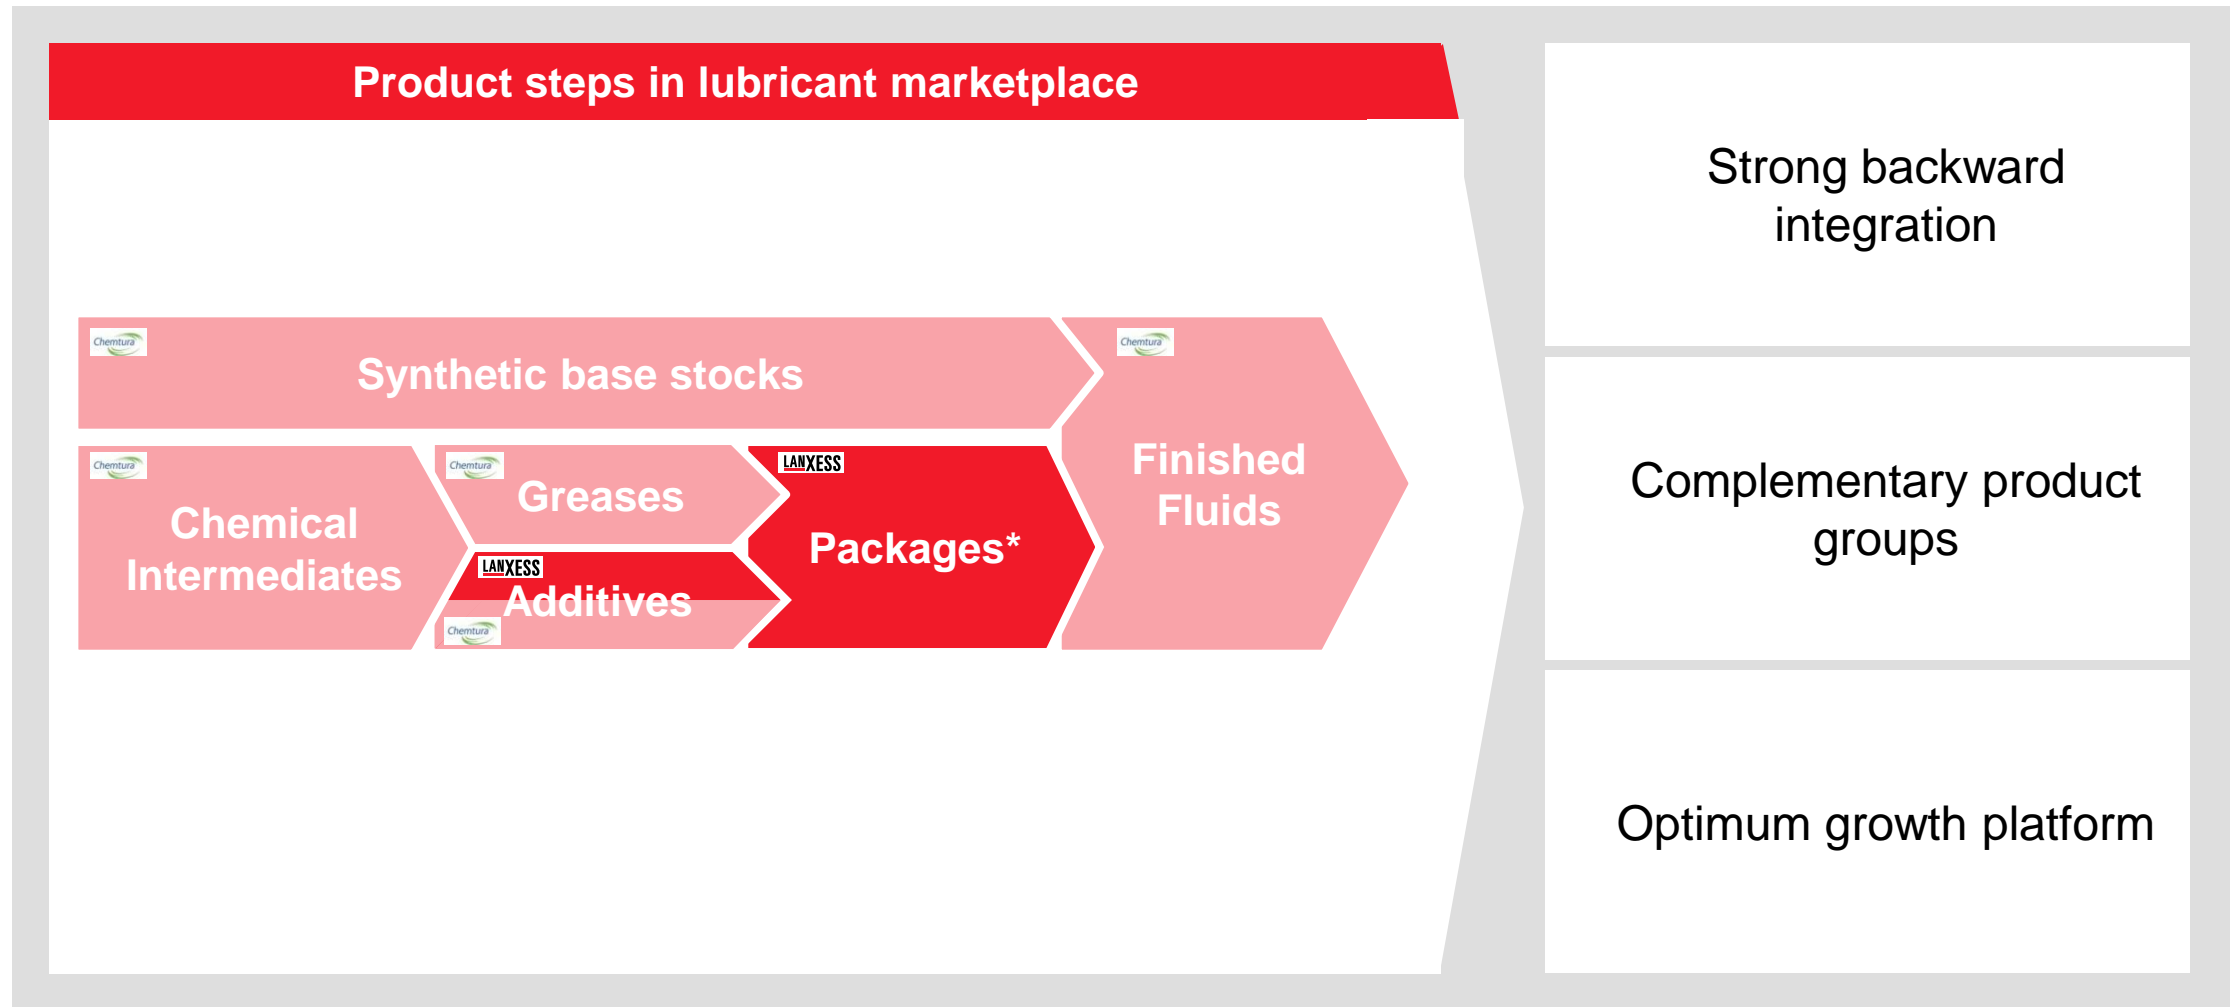 Product steps in lubricant marketplace
Chemtura
Synthetic base stocks
Chemtura
Chemical
Intermediates
Chemtura
Greases
LANXESS
Additives
Chemtura
LANXESS
Packages*
Chemtura
Finished
Fluids
Strong backward
integration
Complementary product
groups
Optimum growth platform